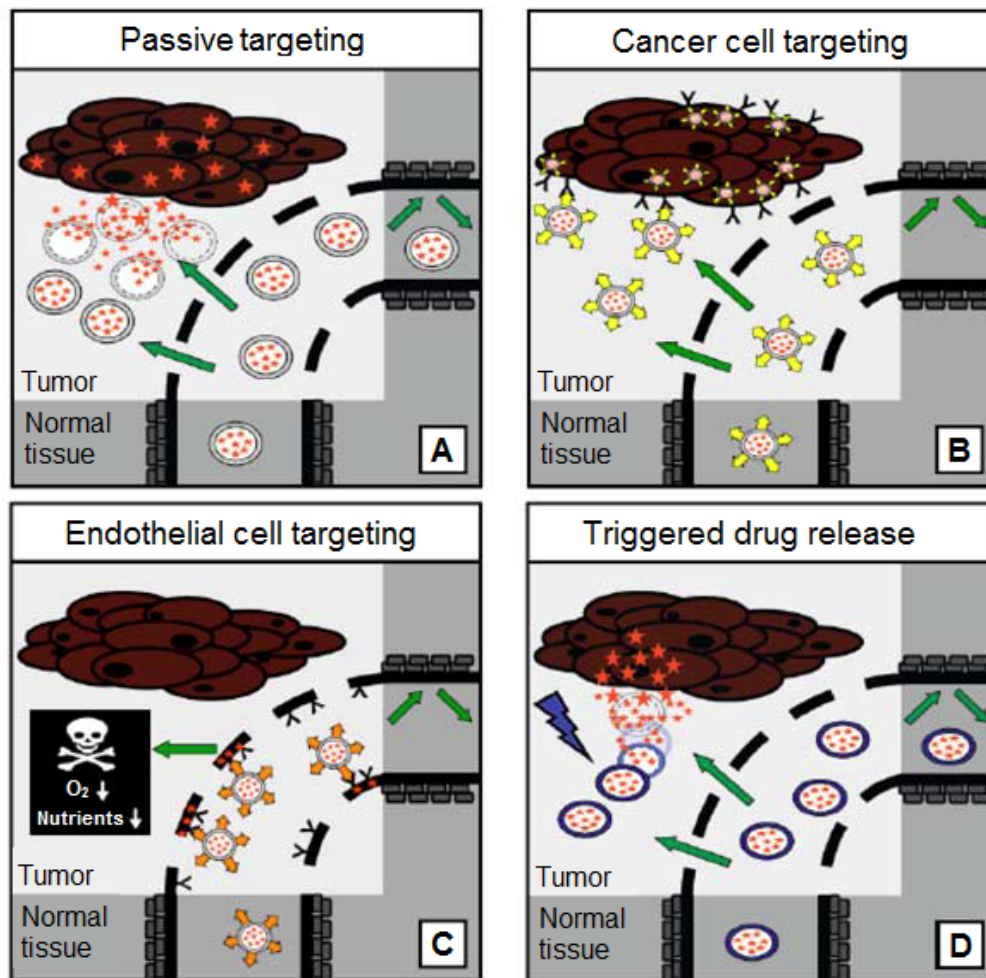 Passive targeting
Tumor
Normal
tissue
A
Cancer cell targeting
Tumor
Normal
tissue
B
Endothelial cell targeting
O₂
Nutrients
Tumor
Normal
tissue
C
Triggered drug release
Tumor
Normal
tissue
D